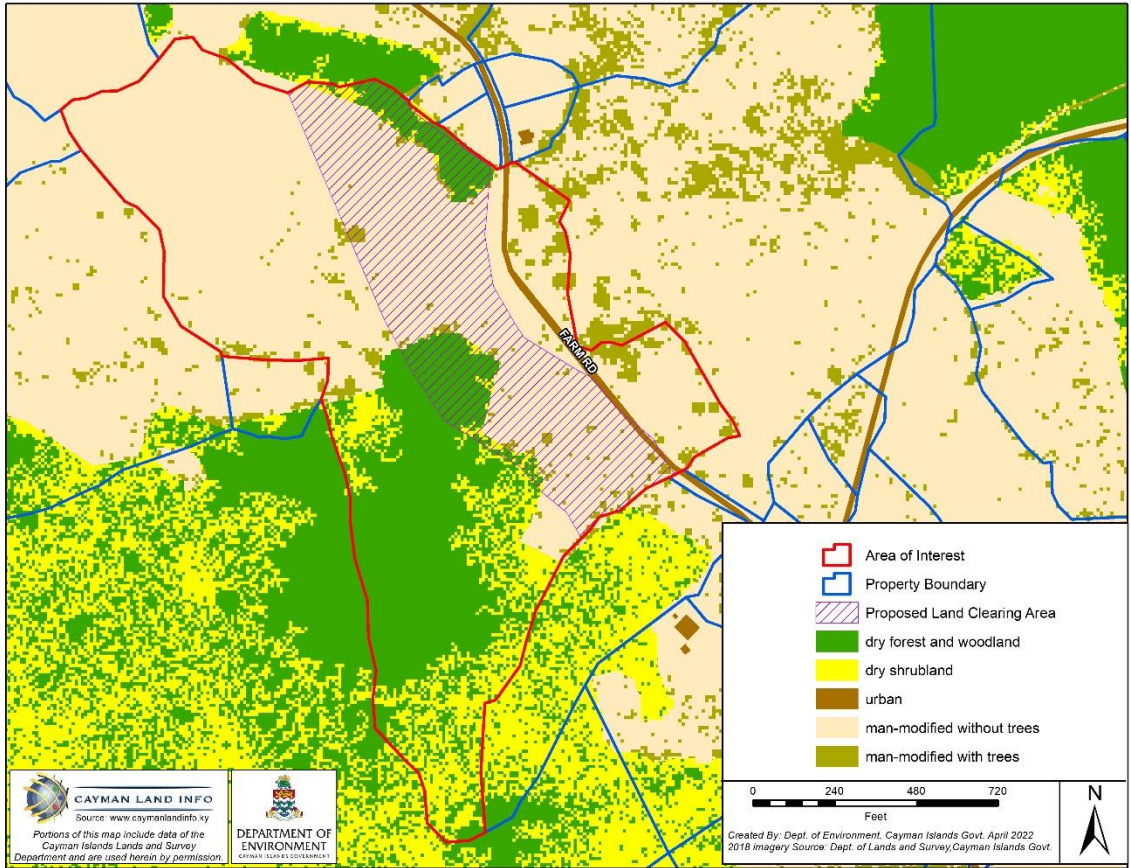 FARM RD
Area of Interest
Property Boundary
Proposed Land Clearing Area
dry forest and woodland
dry shrubland
urban
man-modified without trees
man-modified with trees
CAYMAN LAND INFO
Source: www.caymanlandinfo.ky
Portions of this map include data of the
Cayman Islands Lands and Survey
Department and are used herein by permission.
DEPARTMENT OF
ENVIRONMENT
CAYMAN ISLANDS GOVERNMENT
0 240 480 720
Feet
N
Created By: Dept. of Environment, Cayman Islands Govt. April 2022
2018 imagery Source: Dept. of Lands and Survey,Cayman Islands Govt.